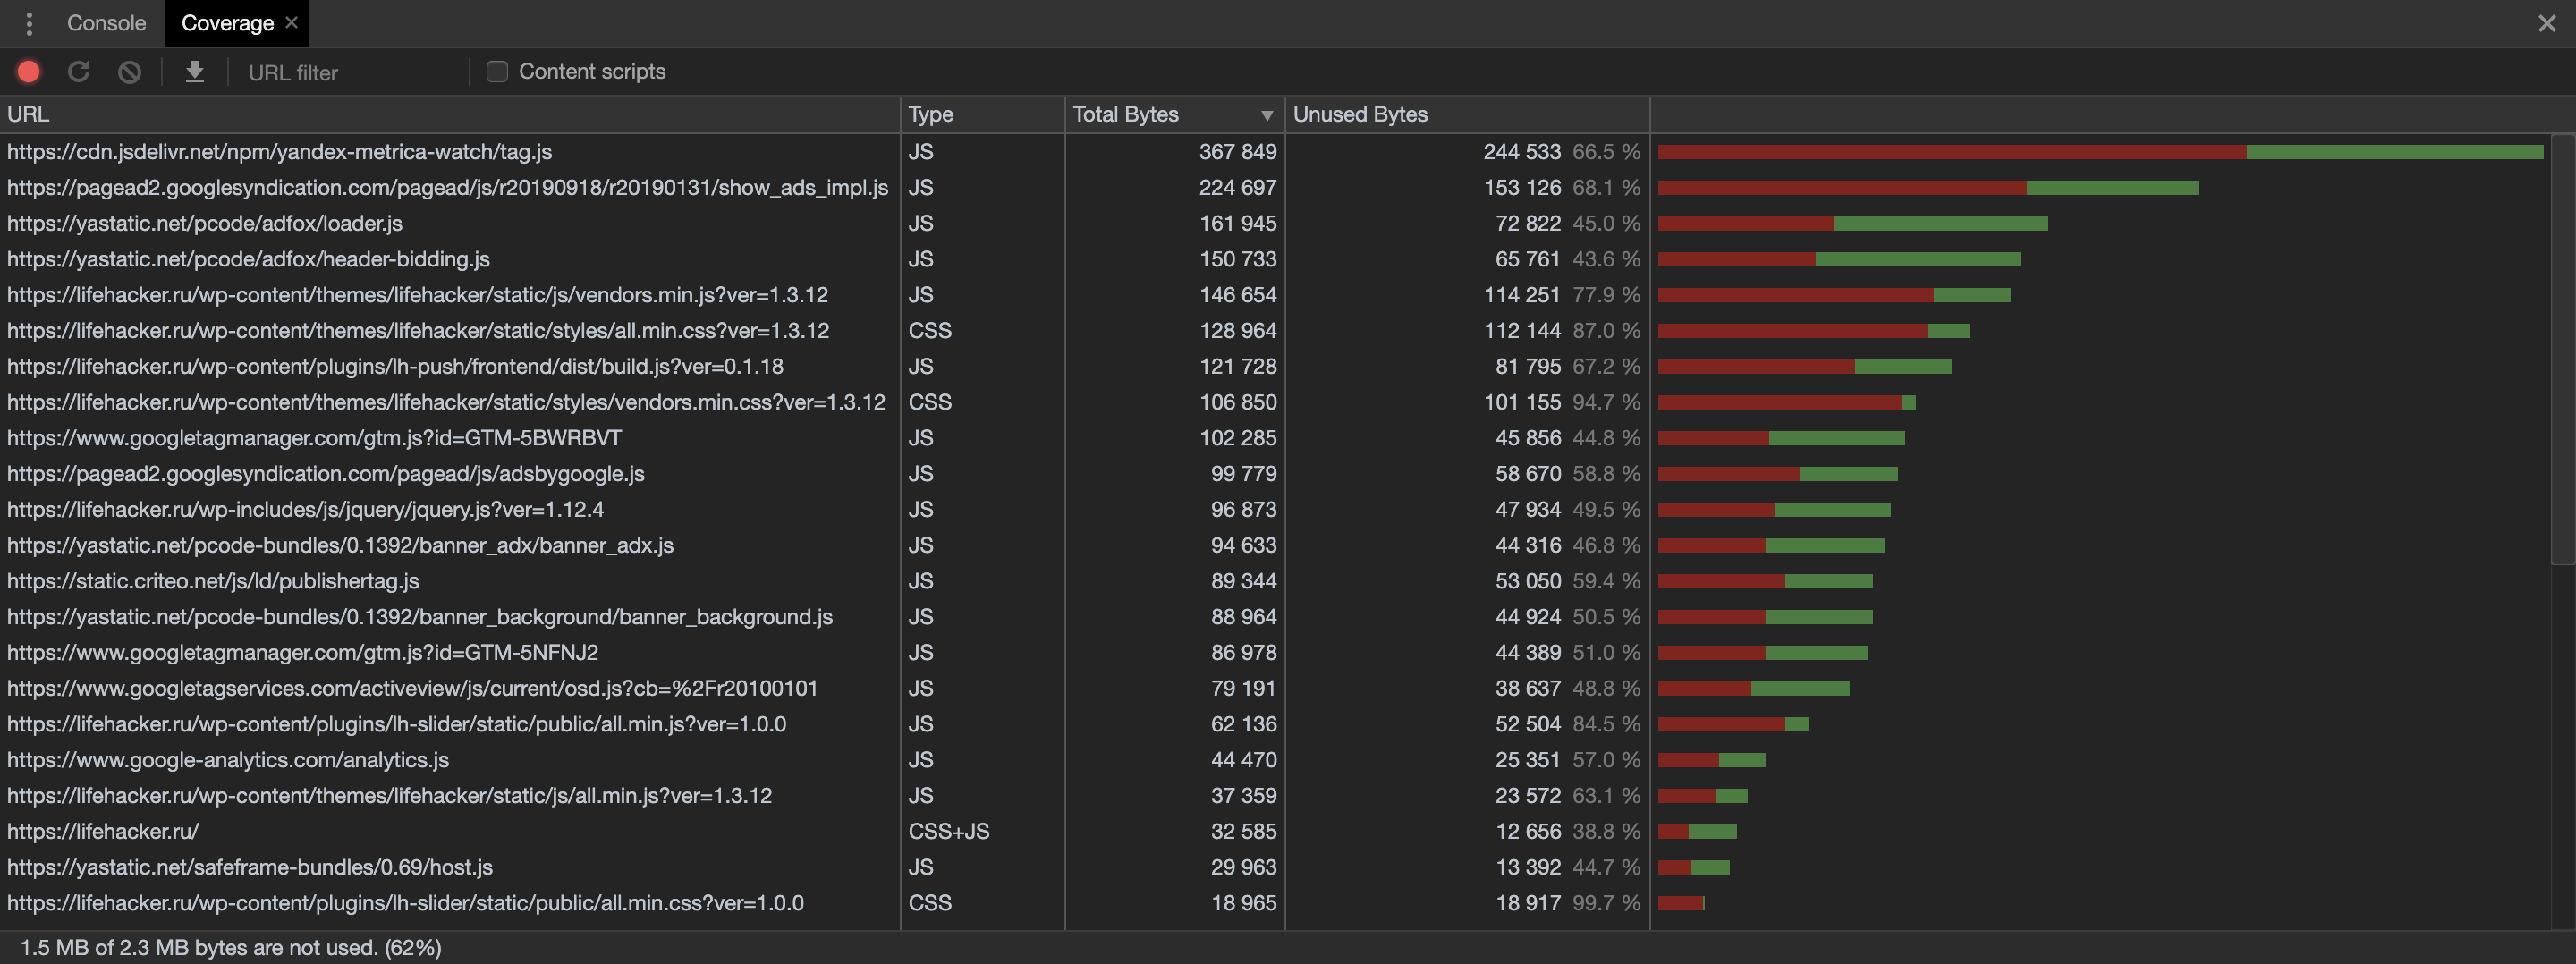 Console Coverage
URL filter Content scripts
URL Type Total Bytes Unused Bytes
https://cdn.jsdelivr.net/npm/yandex-metrica-watch/tag.js JS 367 849 244 533 66.5 %
https://pagead2.googlesyndication.com/pagead/js/r20190918/r20190131/show_ads_impl.js JS 224 697 153 126 68.1 %
https://yastatic.net/pcode/adfox/loader.js JS 161 945 72 822 45.0 %
https://yastatic.net/pcode/adfox/header-bidding.js JS 150 733 65 761 43.6 %
https://lifehacker.ru/wp-content/themes/lifehacker/static/js/vendors.min.js?ver=1.3.12 JS 146 654 114 251 77.9 %
https://lifehacker.ru/wp-content/themes/lifehacker/static/styles/all.min.css?ver=1.3.12 CSS 128 964 112 144 87.0 %
https://lifehacker.ru/wp-content/plugins/lh-push/frontend/dist/build.js?ver=0.1.18 JS 121 728 81 795 67.2 %
https://lifehacker.ru/wp-content/themes/lifehacker/static/styles/vendors.min.css?ver=1.3.12 CSS 106 850 101 155 94.7 %
https://www.googletagmanager.com/gtm.js?id=GTM-5BWRBVT JS 102 285 45 856 44.8 %
https://pagead2.googlesyndication.com/pagead/js/adsbygoogle.js JS 99 779 58 670 58.8 %
https://lifehacker.ru/wp-includes/js/jquery/jquery.js?ver=1.12.4 JS 96 873 47 934 49.5 %
https://yastatic.net/pcode-bundles/0.1392/banner_adx/banner_adx.js JS 94 633 44 316 46.8 %
https://static.criteo.net/js/ld/publishertag.js JS 89 344 53 050 59.4 %
https://yastatic.net/pcode-bundles/0.1392/banner_background/banner_background.js JS 88 964 44 924 50.5 %
https://www.googletagmanager.com/gtm.js?id=GTM-5NFNJ2 JS 86 978 44 389 51.0 %
https://www.googletagservices.com/activeview/js/current/osd.js?cb=%2Fr20100101 JS 79 191 38 637 48.8 %
https://lifehacker.ru/wp-content/plugins/lh-slider/static/public/all.min.js?ver=1.0.0 JS 62 136 52 504 84.5 %
https://www.google-analytics.com/analytics.js JS 44 470 25 351 57.0 %
https://lifehacker.ru/wp-content/themes/lifehacker/static/js/all.min.js?ver=1.3.12 JS 37 359 23 572 63.1 %
https://lifehacker.ru/ CSS+JS 32 585 12 656 38.8 %
https://yastatic.net/safeframe-bundles/0.69/host.js JS 29 963 13 392 44.7 %
https://lifehacker.ru/wp-content/plugins/lh-slider/static/public/all.min.css?ver=1.0.0 CSS 18 965 18 917 99.7 %
1.5 MB of 2.3 MB bytes are not used. (62%)